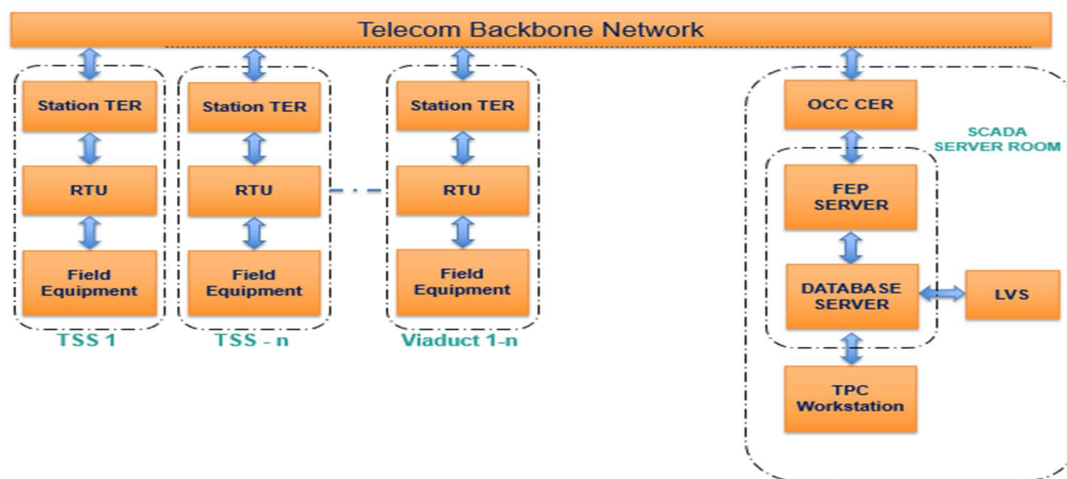 Telecom Backbone Network
Station TER
RTU
Field
Equipment
TSS 1
Station TER
RTU
Field
Equipment
TSS - n
Station TER
RTU
Field
Equipment
Viaduct 1-n
OCC CER
SCADA
SERVER ROOM
FEP
SERVER
DATABASE
SERVER
LVS
TPC
Workstation